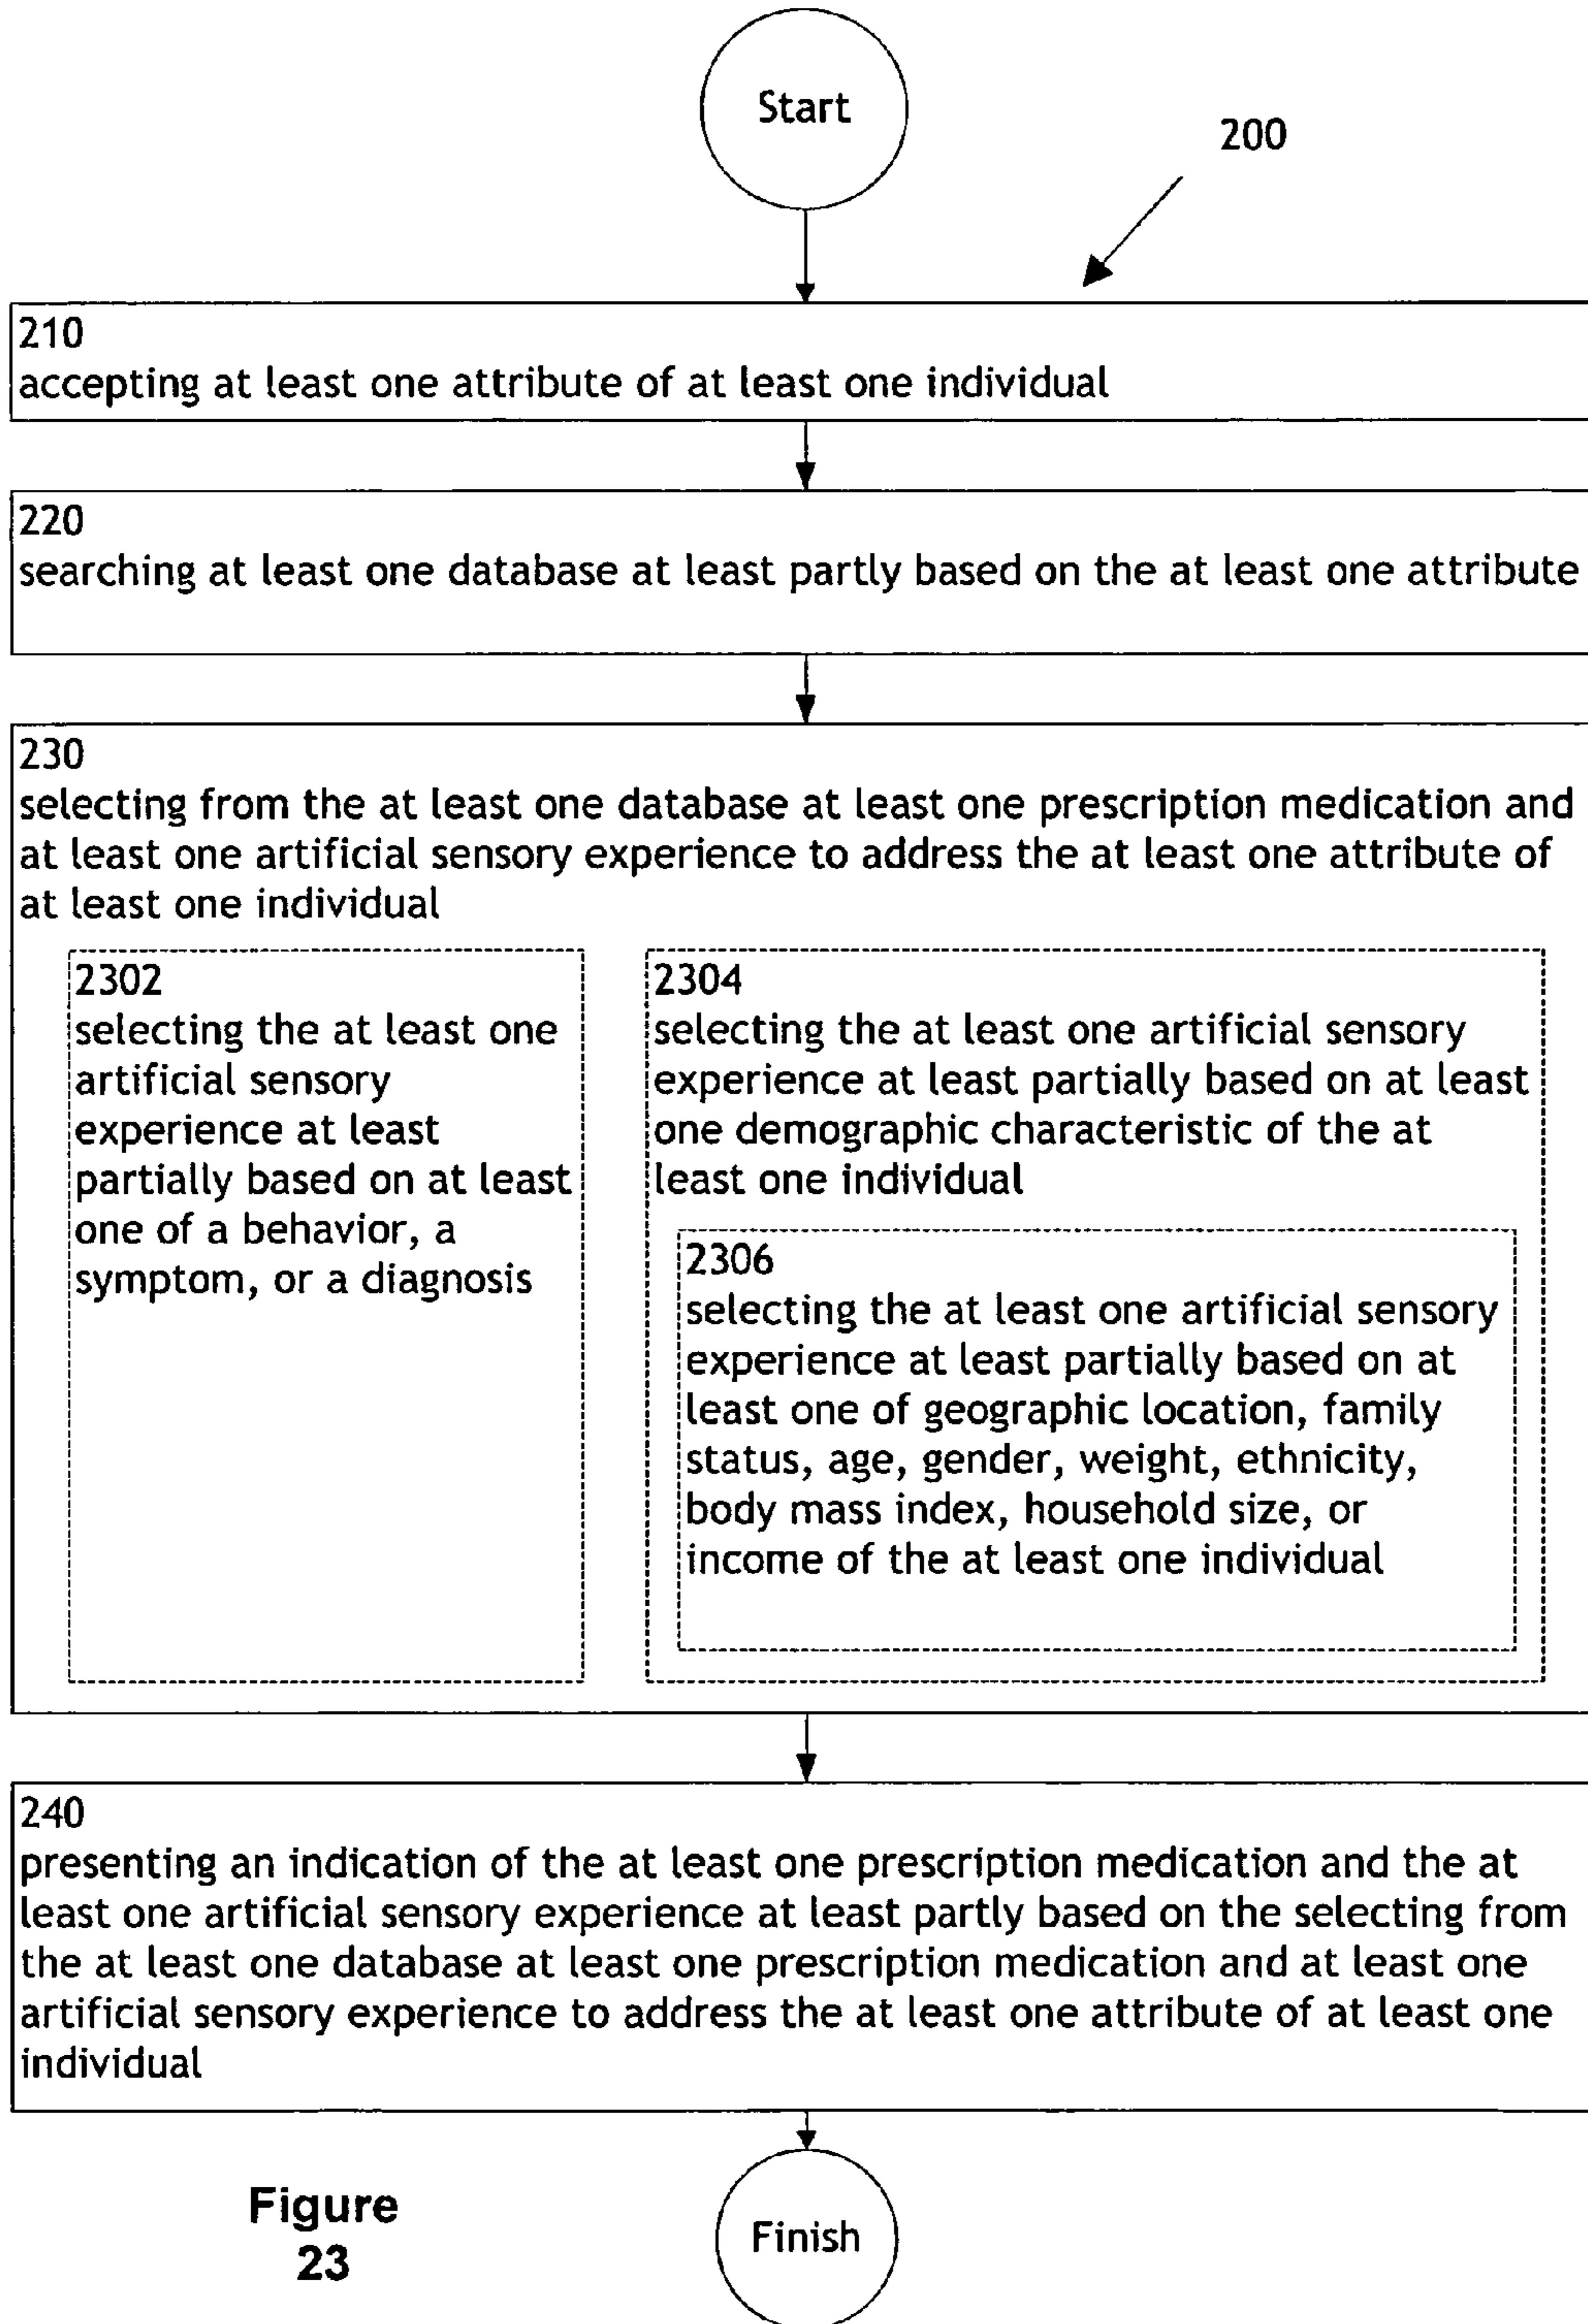 Start
200
210
accepting at least one attribute of at least one individual
220
searching at least one database at least partly based on the at least one attribute
230
selecting from the at least one database at least one prescription medication and
at least one artificial sensory experience to address the at least one attribute of
at least one individual
2302
selecting the at least one
artificial sensory
experience at least
partially based on at least
one of a behavior, a
symptom, or a diagnosis
2304
selecting the at least one artificial sensory
experience at least partially based on at least
one demographic characteristic of the at
least one individual
2306
selecting the at least one artificial sensory
experience at least partially based on at
least one of geographic location, family
status, age, gender, weight, ethnicity,
body mass index, household size, or
income of the at least one individual
240
presenting an indication of the at least one prescription medication and the at
least one artificial sensory experience at least partly based on the selecting from
the at least one database at least one prescription medication and at least one
artificial sensory experience to address the at least one attribute of at least one
individual
Figure
23
Finish